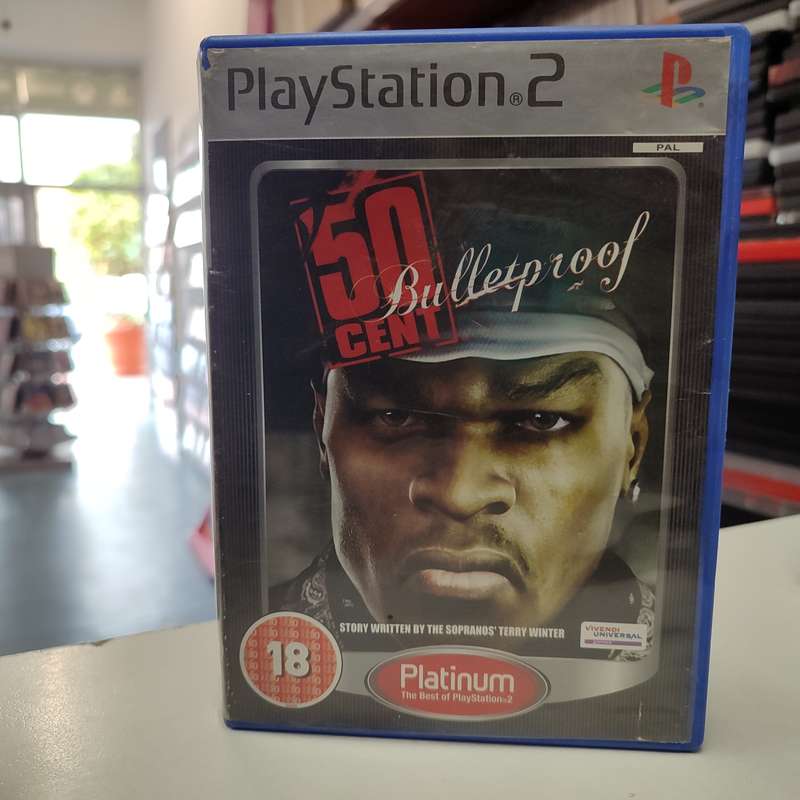 PlayStation®2
PAL
50
CENT
Bulletproof
STORY WRITTEN BY THE SOPRANOS' TERRY WINTER
VIVENDI
UNIVERSAL
18
Platinum
The Best of PlayStation®2